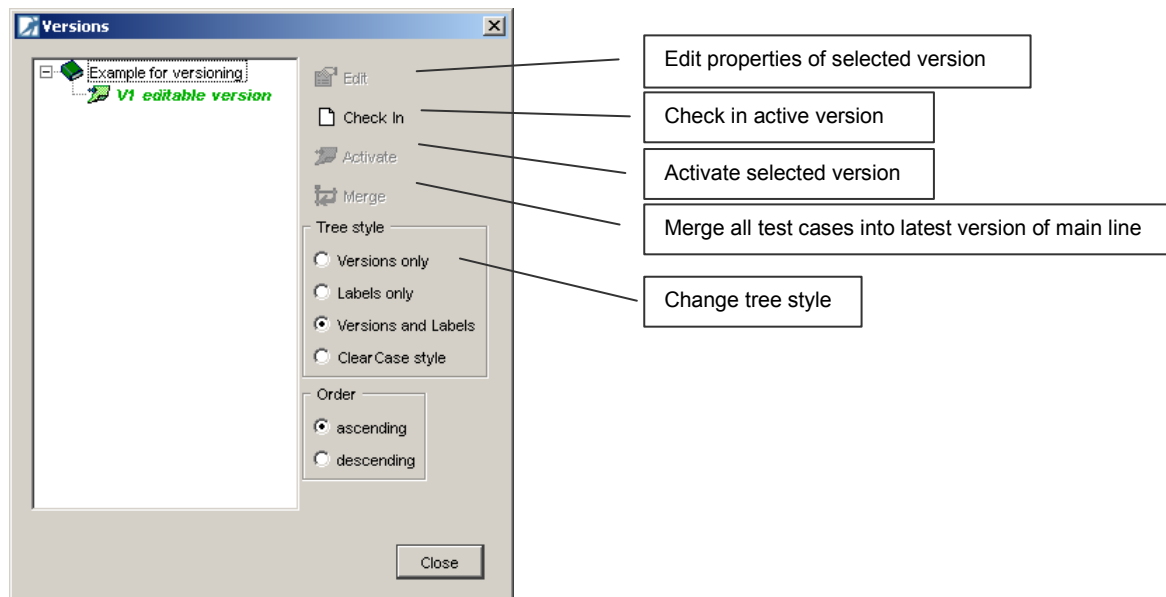 Versions
Example for versioning
V1 editable version
Edit
Check In
Activate
Merge
Tree style
Versions only
Labels only
Versions and Labels
ClearCase style
Order
ascending
descending
Close
Edit properties of selected version
Check in active version
Activate selected version
Merge all test cases into latest version of main line
Change tree style